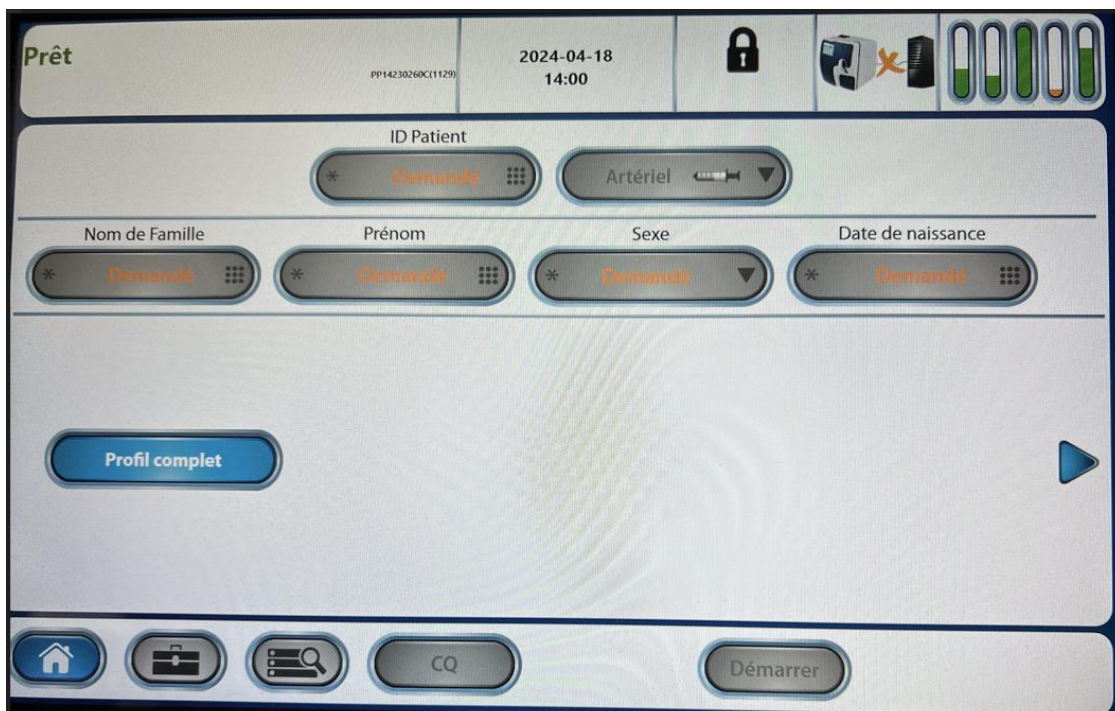 Prêt
PP14230260C(1129)
2024-04-18
14:00
ID Patient
* Demandé
Artériel
Nom de Famille
Prénom
Sexe
Date de naissance
* Demandé
* Demandé
* Demandé
* Demandé
Profil complet
CQ
Démarrer